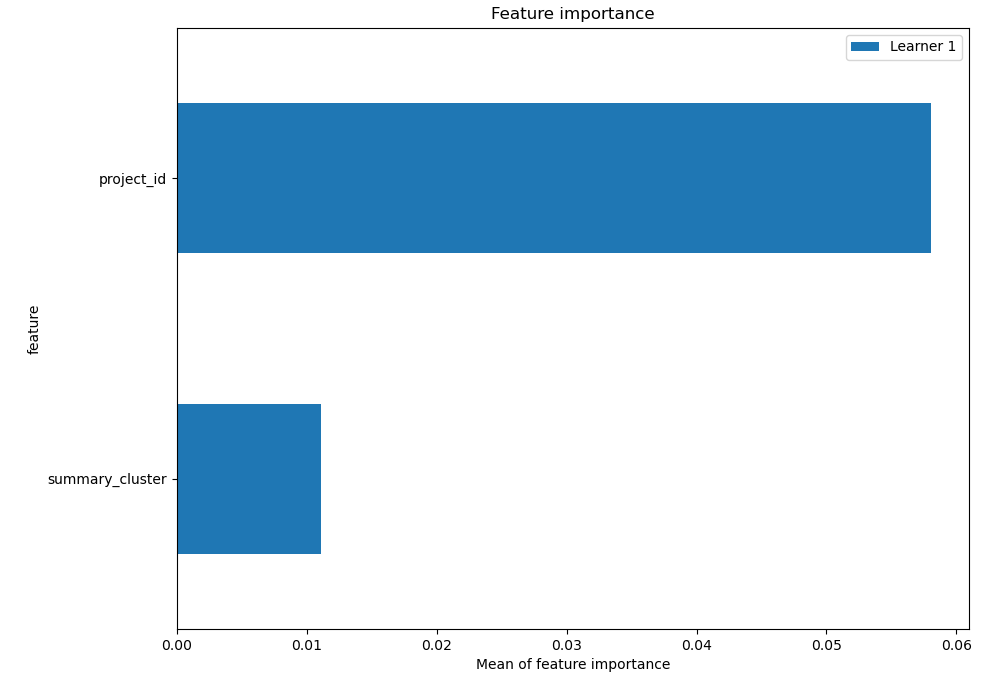 Feature importance
Learner 1
project_id
feature
summary_cluster
0.00 0.01 0.02 0.03 0.04 0.05 0.06
Mean of feature importance